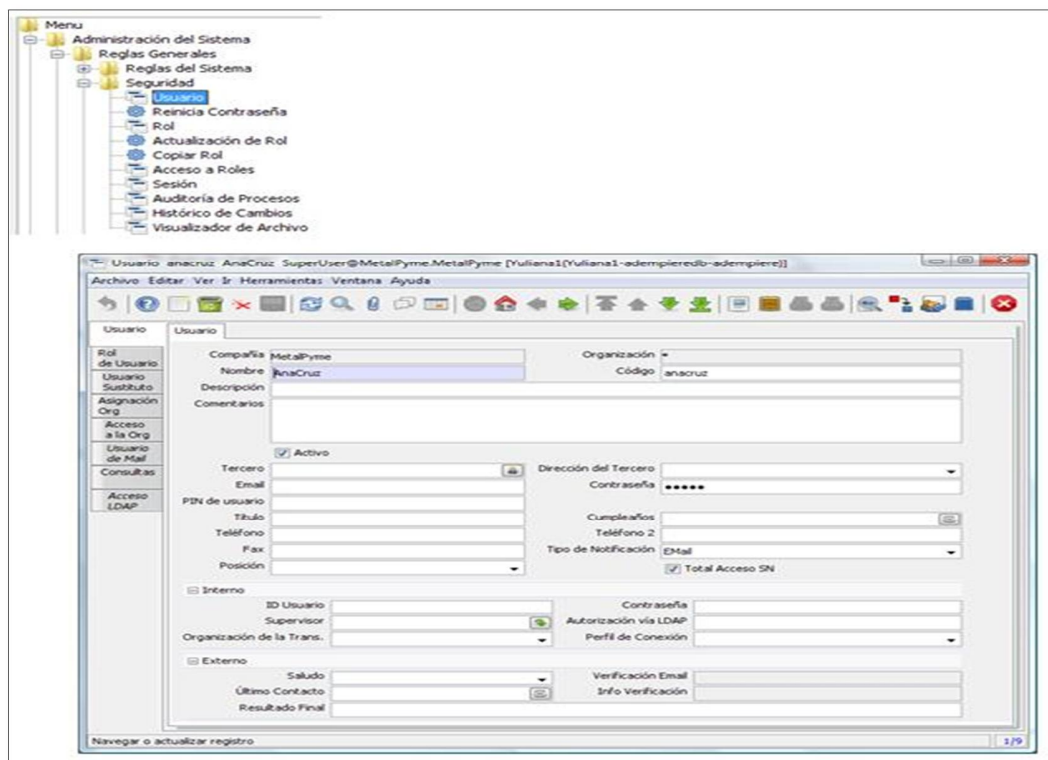 Menu
Administración del Sistema
Reglas Generales
Reglas del Sistema
Seguridad
Usuario
Reinicia Contraseña
Rol
Actualización de Rol
Copiar Rol
Acceso a Roles
Sesión
Auditoría de Procesos
Histórico de Cambios
Visualizador de Archivo
Usuario anacruz AnaCruz SuperUser@MetalPyme.MetalPyme [Yuliana1{Yuliana1-adempieredb-adempiere}]
Archivo Editar Ver Ir Herramientas Ventana Ayuda
Usuario
Rol de Usuario
Usuario Sustituto
Asignación Org
Acceso a la Org
Usuario de Mail
Consultas
Acceso LDAP
Usuario
Compañía MetalPyme Organización *
Nombre AnaCruz Código anacruz
Descripción
Comentarios
Activo
Tercero Dirección del Tercero
Email Contraseña •••••
PIN de usuario
Título Cumpleaños
Teléfono Teléfono 2
Fax Tipo de Notificación EMail
Posición Total Acceso SN
Interno
ID Usuario Contraseña
Supervisor Autorización vía LDAP
Organización de la Trans. Perfil de Conexión
Externo
Saludo Verificación Email
Último Contacto Info Verificación
Resultado Final
Navegar o actualizar registro 1/9